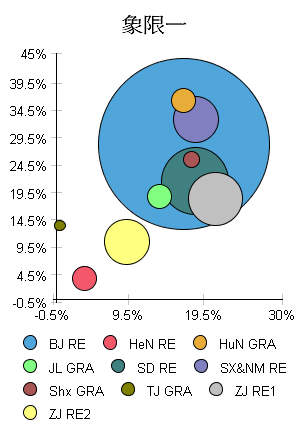 象限一
45%
39.5%
34.5%
29.5%
24.5%
19.5%
14.5%
9.5%
4.5%
-0.5%
-0.5% 9.5% 19.5% 29.5%
BJ RE HeN RE HuN GRA
JL GRA SD RE SX&NM RE
Shx GRA TJ GRA ZJ RE1
ZJ RE2